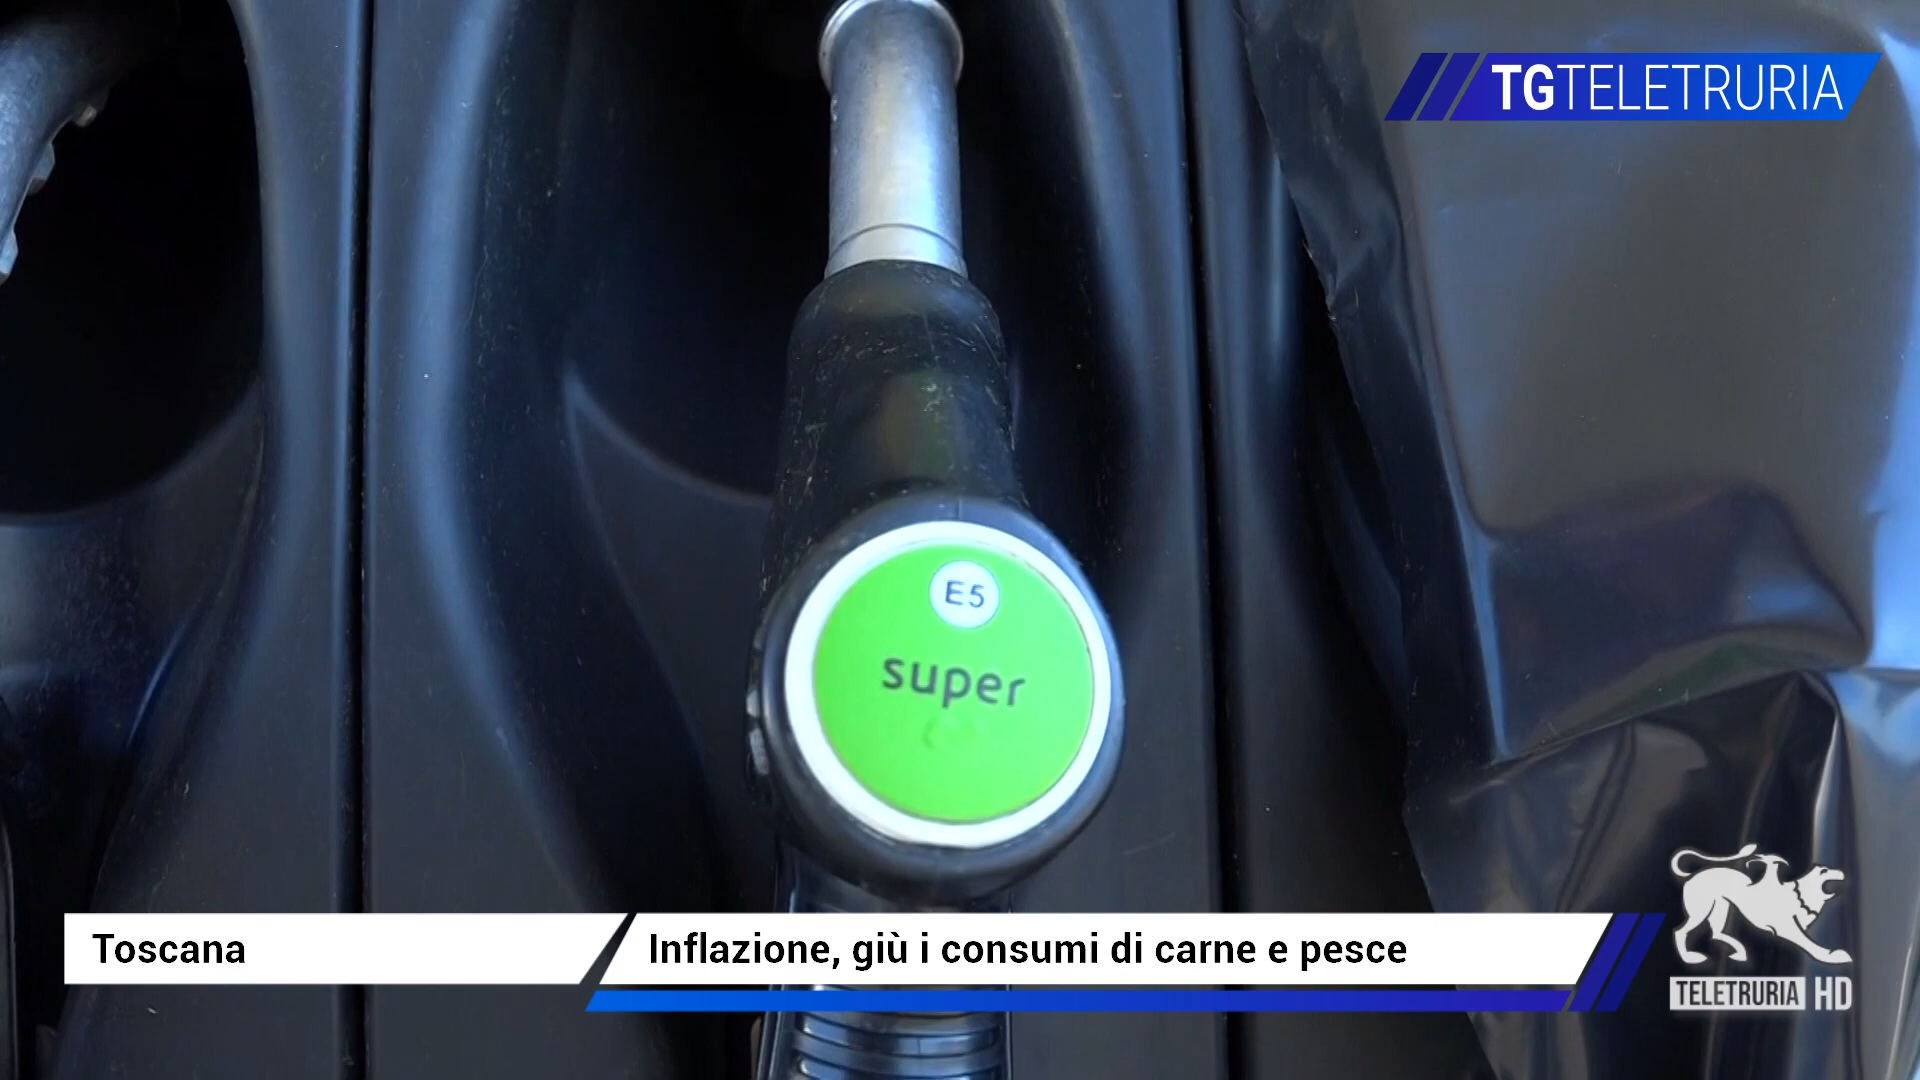 TGTELETRURIA
E5
super
Toscana
Inflazione, giù i consumi di carne e pesce
TELETRURIA HD